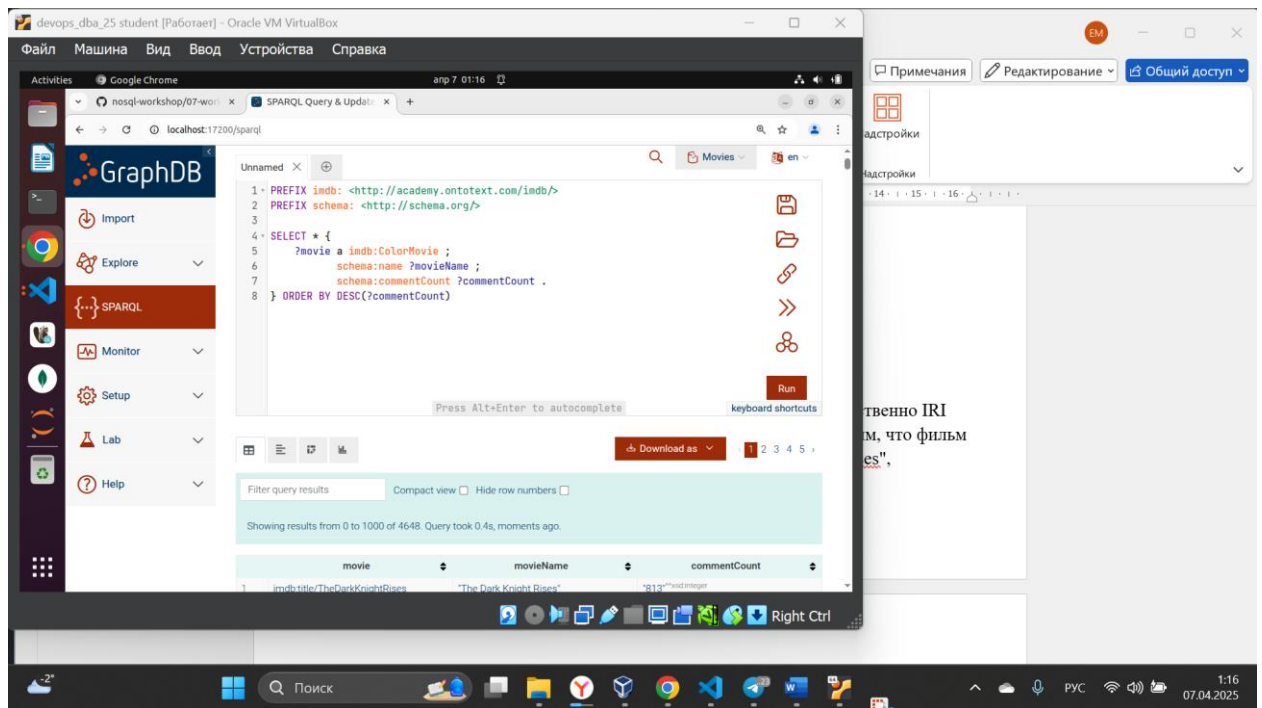 devops_dba_25 student [Работает] - Oracle VM VirtualBox
Файл Машина Вид Ввод Устройства Справка
Activities Google Chrome апр 7 01:16
nosql-workshop/07-wor SPARQL Query & Updat
localhost:17200/sparql
GraphDB
Import
Explore
{···} SPARQL
Monitor
Setup
Lab
Help
Unnamed
Movies en
1 PREFIX imdb: <http://academy.ontotext.com/imdb/>
2 PREFIX schema: <http://schema.org/>
3
4 SELECT * {
5 ?movie a imdb:ColorMovie ;
6 schema:name ?movieName ;
7 schema:commentCount ?commentCount .
8 } ORDER BY DESC(?commentCount)
Run
Press Alt+Enter to autocomplete
keyboard shortcuts
Download as 1 2 3 4 5
Filter query results Compact view Hide row numbers
Showing results from 0 to 1000 of 4648. Query took 0.4s, moments ago.
movie movieName commentCount
1 imdb:title/TheDarkKnightRises "The Dark Knight Rises" "813"^^xsd:integer
Right Ctrl
EM
Примечания Редактирование Общий доступ
адстройки
Надстройки
14 15 16
твенно IRI
м, что фильм
es",
-2°
Поиск
23
РУС
1:16
07.04.2025